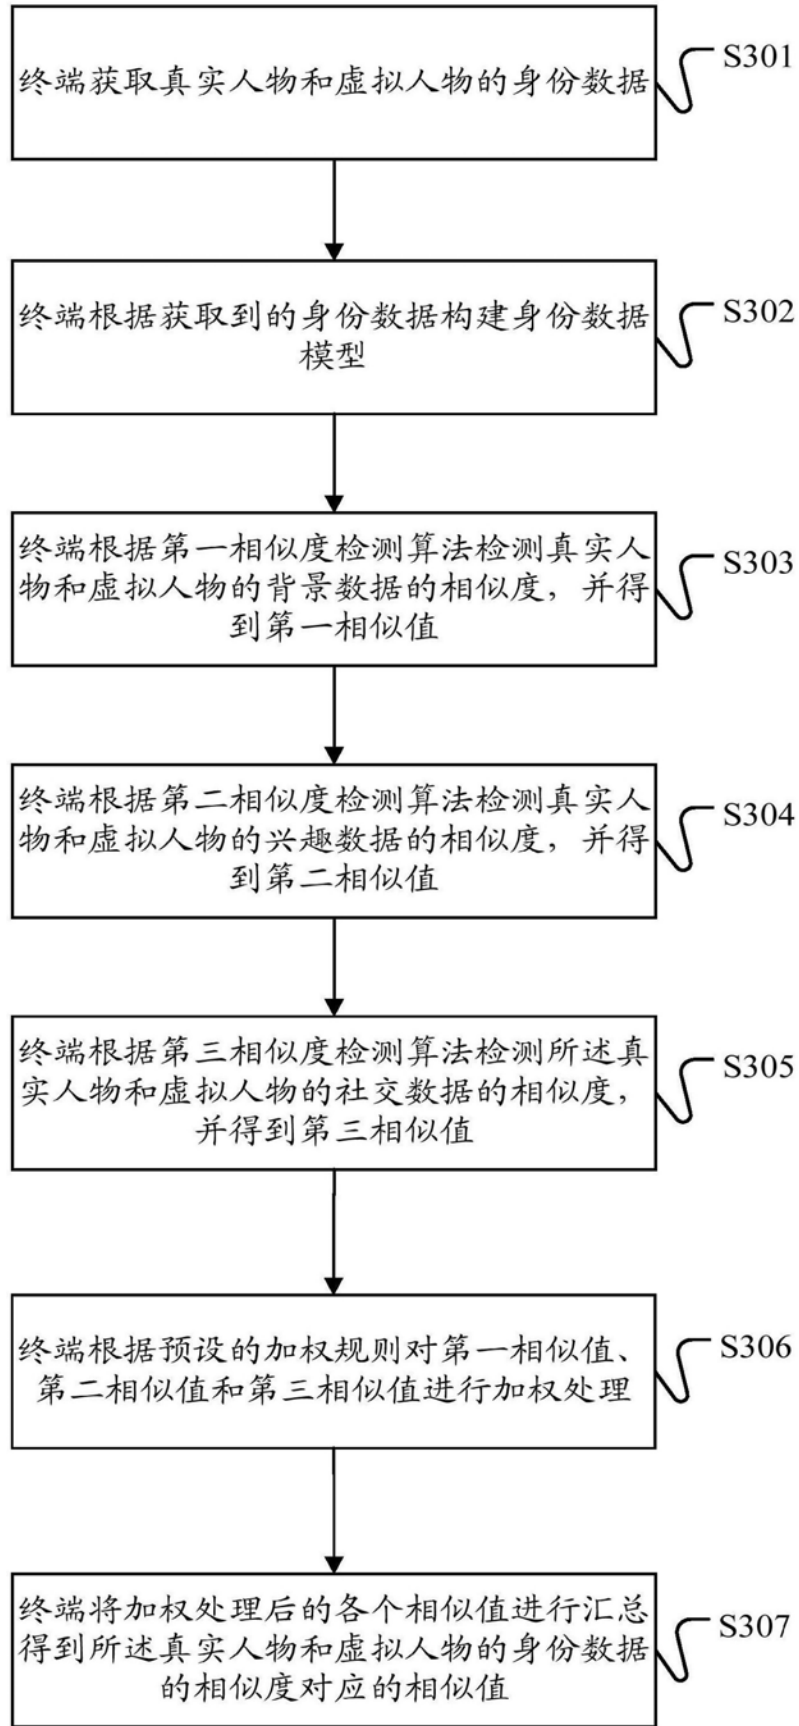 终端获取真实人物和虚拟人物的身份数据
S301
终端根据获取到的身份数据构建身份数据
模型
S302
终端根据第一相似度检测算法检测真实人
物和虚拟人物的背景数据的相似度，并得
到第一相似值
S303
终端根据第二相似度检测算法检测真实人
物和虚拟人物的兴趣数据的相似度，并得
到第二相似值
S304
终端根据第三相似度检测算法检测所述真
实人物和虚拟人物的社交数据的相似度，
并得到第三相似值
S305
终端根据预设的加权规则对第一相似值、
第二相似值和第三相似值进行加权处理
S306
终端将加权处理后的各个相似值进行汇总
得到所述真实人物和虚拟人物的身份数据
的相似度对应的相似值
S307